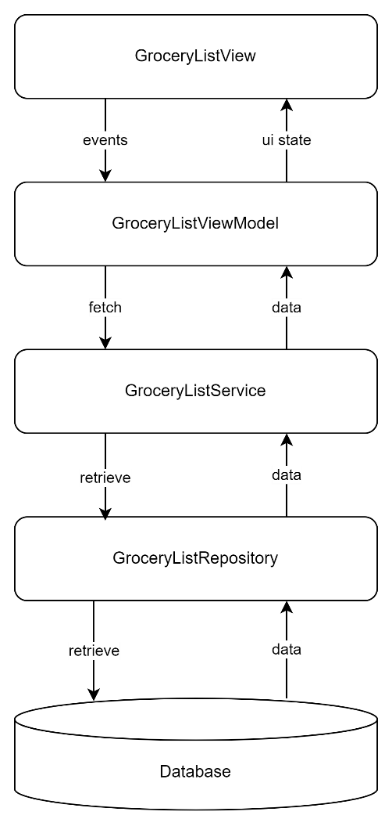 GroceryListView
events
ui state
GroceryListViewModel
fetch
data
GroceryListService
retrieve
data
GroceryListRepository
retrieve
data
Database